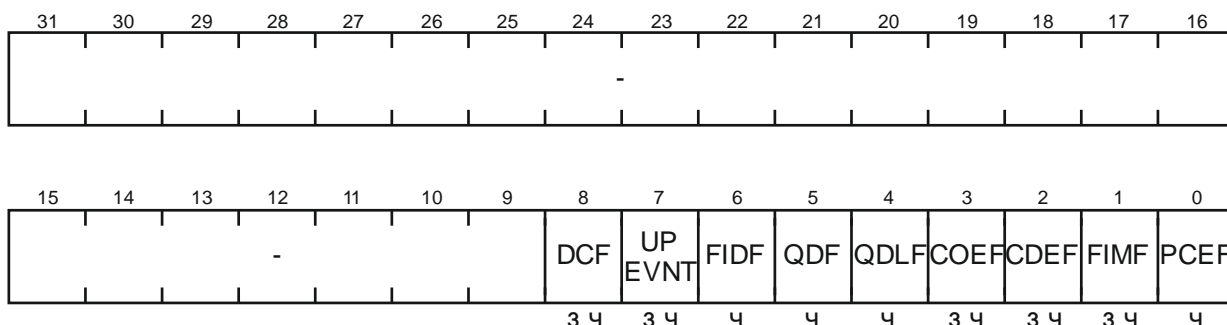 31 30 29 28 27 26 25 24 23 22 21 20 19 18 17 16
-
15 14 13 12 11 10 9 8 7 6 5 4 3 2 1 0
- DCF UP EVNT FIDF QDF QDLF COEF CDEF FIMF PCEF
З Ч З Ч Ч Ч Ч З Ч З Ч З Ч Ч